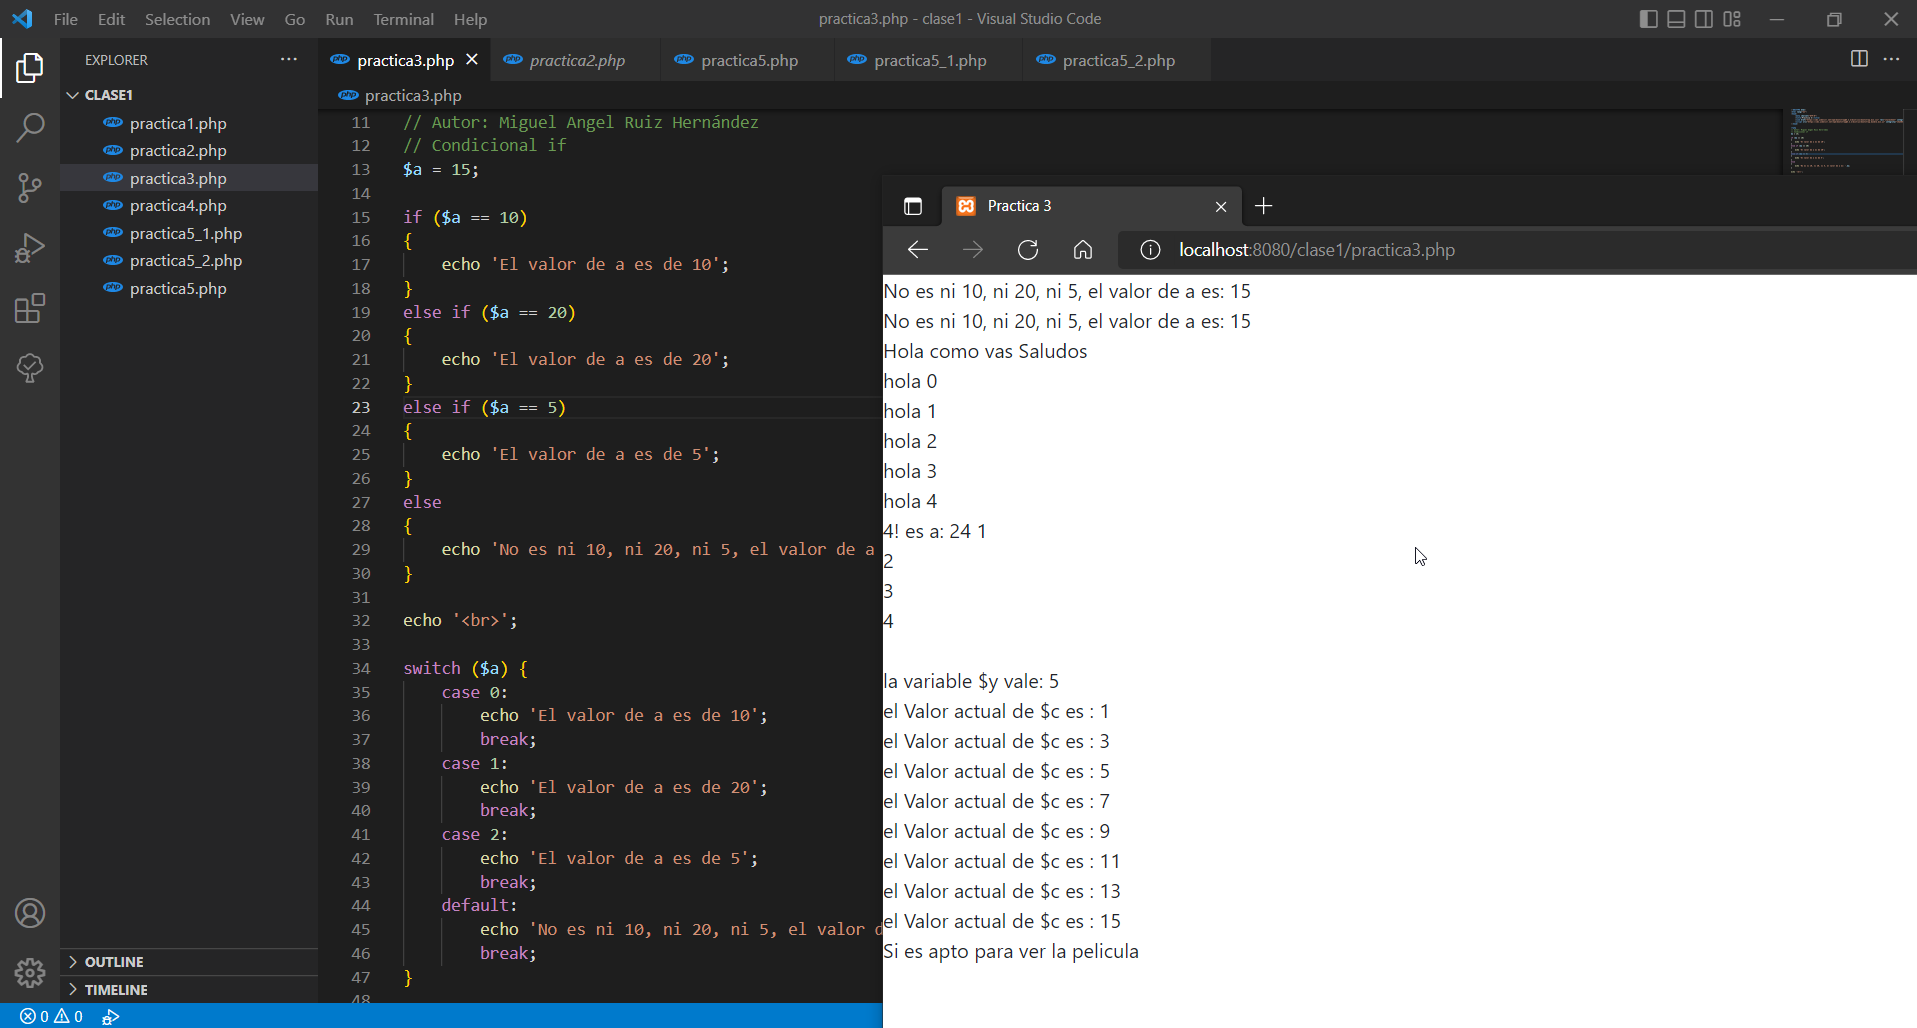 File Edit Selection View Go Run Terminal Help
practica3.php - clase1 - Visual Studio Code
EXPLORER
CLASE1
practica1.php
practica2.php
practica3.php
practica4.php
practica5_1.php
practica5_2.php
practica5.php
OUTLINE
TIMELINE
0 0
practica3.php practica2.php practica5.php practica5_1.php practica5_2.php
practica3.php
11 // Autor: Miguel Angel Ruiz Hernández
12 // Condicional if
13 $a = 15;
14
15 if ($a == 10)
16 {
17 echo 'El valor de a es de 10';
18 }
19 else if ($a == 20)
20 {
21 echo 'El valor de a es de 20';
22 }
23 else if ($a == 5)
24 {
25 echo 'El valor de a es de 5';
26 }
27 else
28 {
29 echo 'No es ni 10, ni 20, ni 5, el valor de a
30 }
31
32 echo '<br>';
33
34 switch ($a) {
35 case 0:
36 echo 'El valor de a es de 10';
37 break;
38 case 1:
39 echo 'El valor de a es de 20';
40 break;
41 case 2:
42 echo 'El valor de a es de 5';
43 break;
44 default:
45 echo 'No es ni 10, ni 20, ni 5, el valor d
46 break;
47 }
48
Practica 3
localhost:8080/clase1/practica3.php
No es ni 10, ni 20, ni 5, el valor de a es: 15
No es ni 10, ni 20, ni 5, el valor de a es: 15
Hola como vas Saludos
hola 0
hola 1
hola 2
hola 3
hola 4
4! es a: 24 1
2
3
4
la variable $y vale: 5
el Valor actual de $c es : 1
el Valor actual de $c es : 3
el Valor actual de $c es : 5
el Valor actual de $c es : 7
el Valor actual de $c es : 9
el Valor actual de $c es : 11
el Valor actual de $c es : 13
el Valor actual de $c es : 15
Si es apto para ver la pelicula